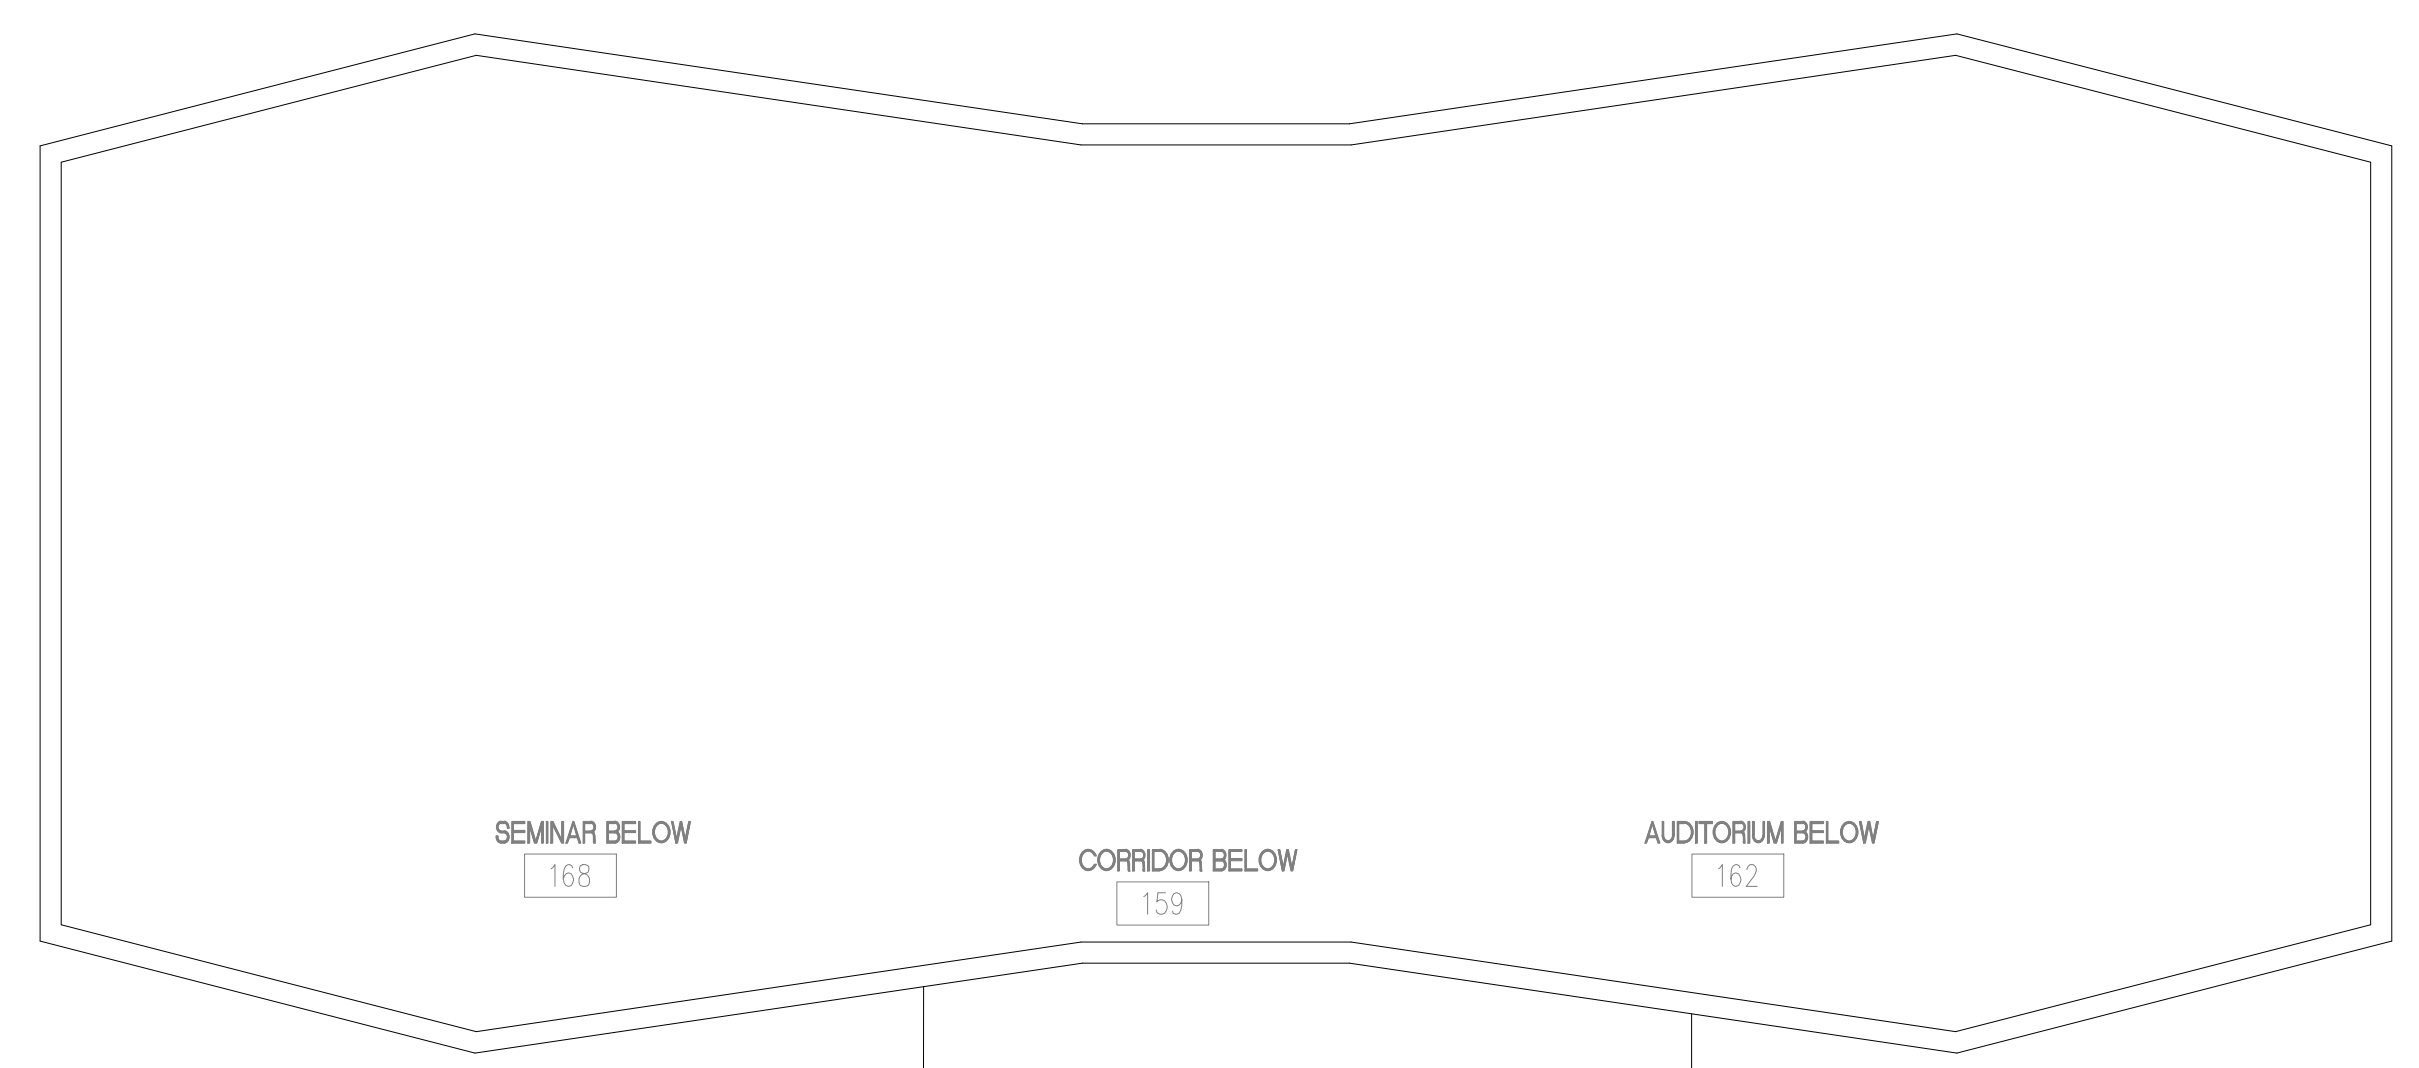 SEMINAR BELOW
168
CORRIDOR BELOW
159
AUDITORIUM BELOW
162